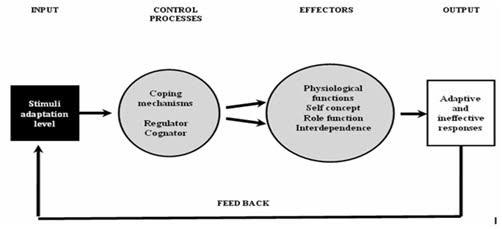 INPUT
CONTROL
PROCESSES
EFFECTORS
OUTPUT
Stimuli
adaptation
level
Coping
mechanisms
Regulator
Cognator
Physiological
functions
Self concept
Role function
Interdependence
Adaptive
and
ineffective
responses
FEED BACK
I